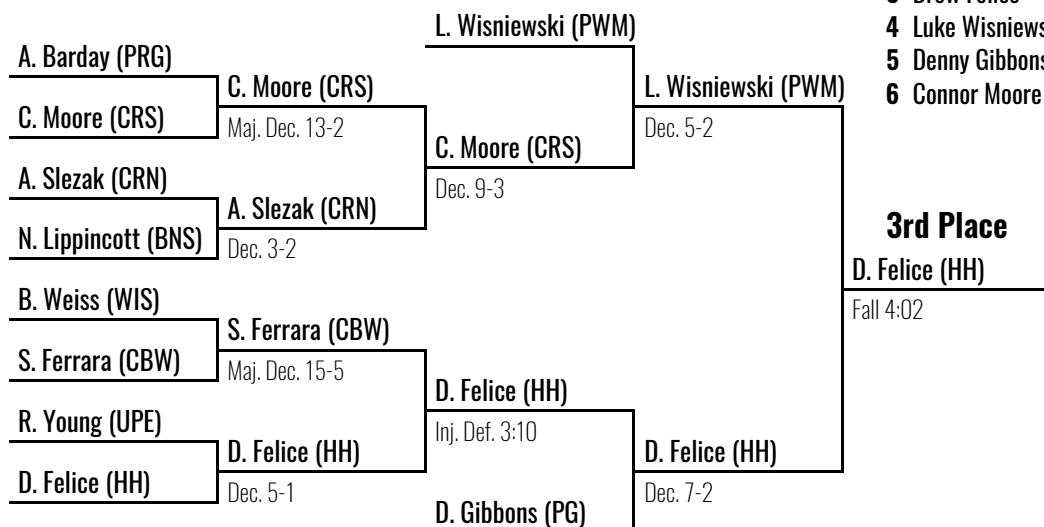 A. Barday (PRG)
C. Moore (CRS)
A. Slezak (CRN)
N. Lippincott (BNS)
B. Weiss (WIS)
S. Ferrara (CBW)
R. Young (UPE)
D. Felice (HH)
C. Moore (CRS)
Maj. Dec. 13-2
A. Slezak (CRN)
Dec. 3-2
S. Ferrara (CBW)
Maj. Dec. 15-5
D. Felice (HH)
Dec. 5-1
L. Wisniewski (PWM)
C. Moore (CRS)
Dec. 9-3
D. Felice (HH)
Inj. Def. 3:10
D. Gibbons (PG)
L. Wisniewski (PWM)
Dec. 5-2
D. Felice (HH)
Dec. 7-2
4 Luke Wisniews
5 Denny Gibbons
6 Connor Moore
3rd Place
D. Felice (HH)
Fall 4:02